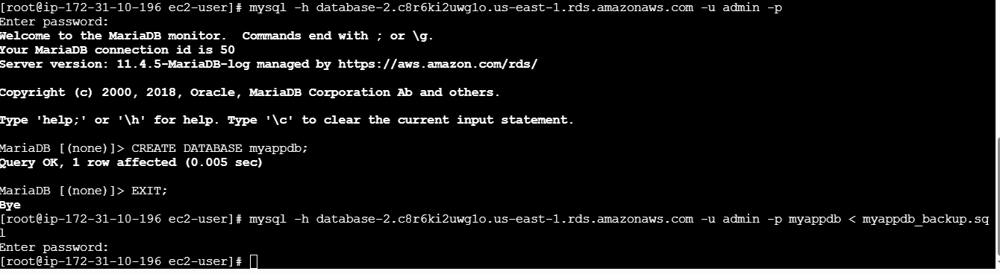 [root@ip-172-31-10-196 ec2-user]# mysql -h database-2.c8r6ki2uwg1o.us-east-1.rds.amazonaws.com -u admin -p
Enter password:
Welcome to the MariaDB monitor.  Commands end with ; or \g.
Your MariaDB connection id is 50
Server version: 11.4.5-MariaDB-log managed by https://aws.amazon.com/rds/
Copyright (c) 2000, 2018, Oracle, MariaDB Corporation Ab and others.
Type 'help;' or '\h' for help. Type '\c' to clear the current input statement.
MariaDB [(none)]> CREATE DATABASE myappdb;
Query OK, 1 row affected (0.005 sec)
MariaDB [(none)]> EXIT;
Bye
[root@ip-172-31-10-196 ec2-user]# mysql -h database-2.c8r6ki2uwg1o.us-east-1.rds.amazonaws.com -u admin -p myappdb < myappdb_backup.sq
l
Enter password:
[root@ip-172-31-10-196 ec2-user]#